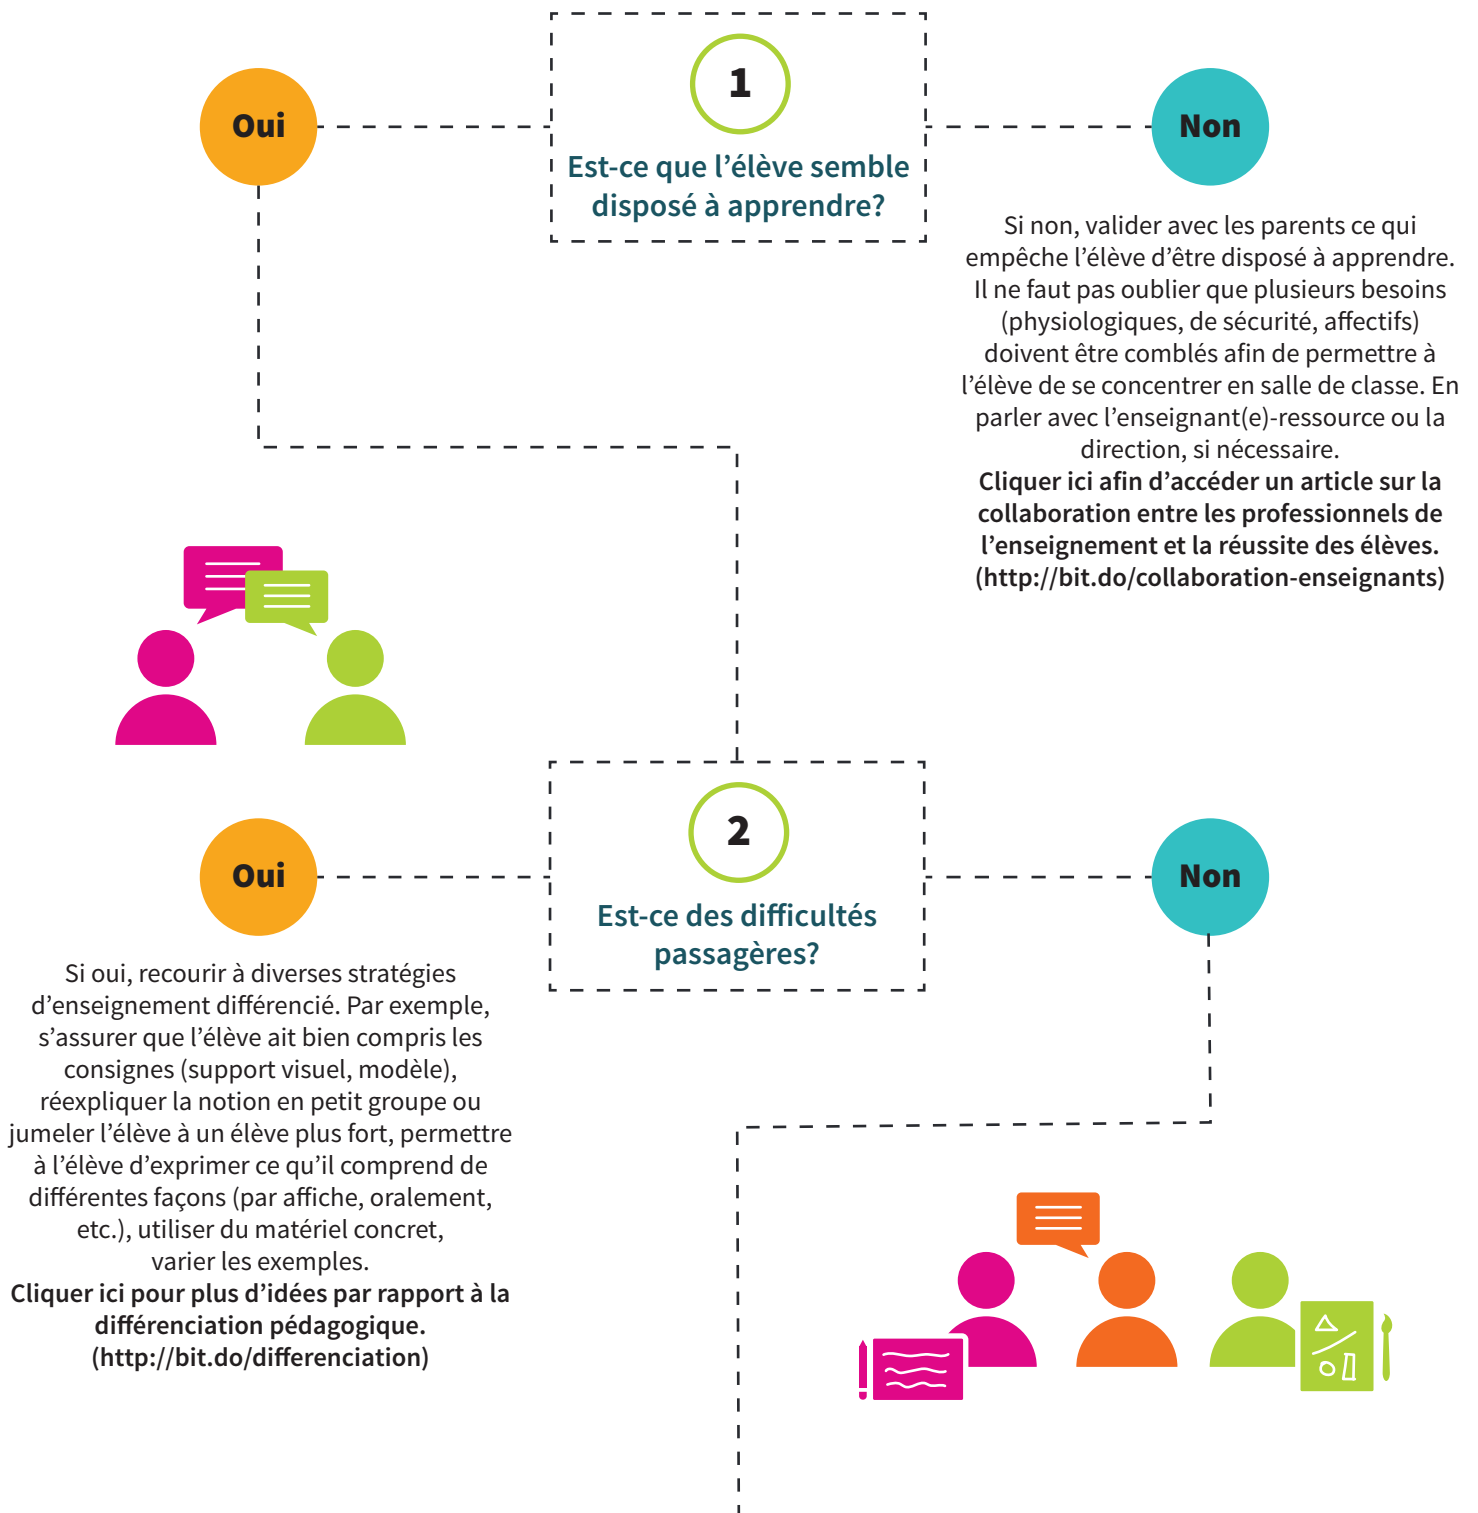 1
Oui
Est-ce que l’élève semble
disposé à apprendre?
Non
Si non, valider avec les parents ce qui
empêche l’élève d’être disposé à apprendre.
Il ne faut pas oublier que plusieurs besoins
(physiologiques, de sécurité, affectifs)
doivent être comblés afin de permettre à
l’élève de se concentrer en salle de classe. En
parler avec l’enseignant(e)-ressource ou la
direction, si nécessaire.
Cliquer ici afin d’accéder un article sur la
collaboration entre les professionnels de
l’enseignement et la réussite des élèves.
(http://bit.do/collaboration-enseignants)
2
Oui
Est-ce des difficultés
passagères?
Non
Si oui, recourir à diverses stratégies
d’enseignement différencié. Par exemple,
s’assurer que l’élève ait bien compris les
consignes (support visuel, modèle),
réexpliquer la notion en petit groupe ou
jumeler l’élève à un élève plus fort, permettre
à l’élève d’exprimer ce qu’il comprend de
différentes façons (par affiche, oralement,
etc.), utiliser du matériel concret,
varier les exemples.
Cliquer ici pour plus d’idées par rapport à la
différenciation pédagogique.
(http://bit.do/differenciation)